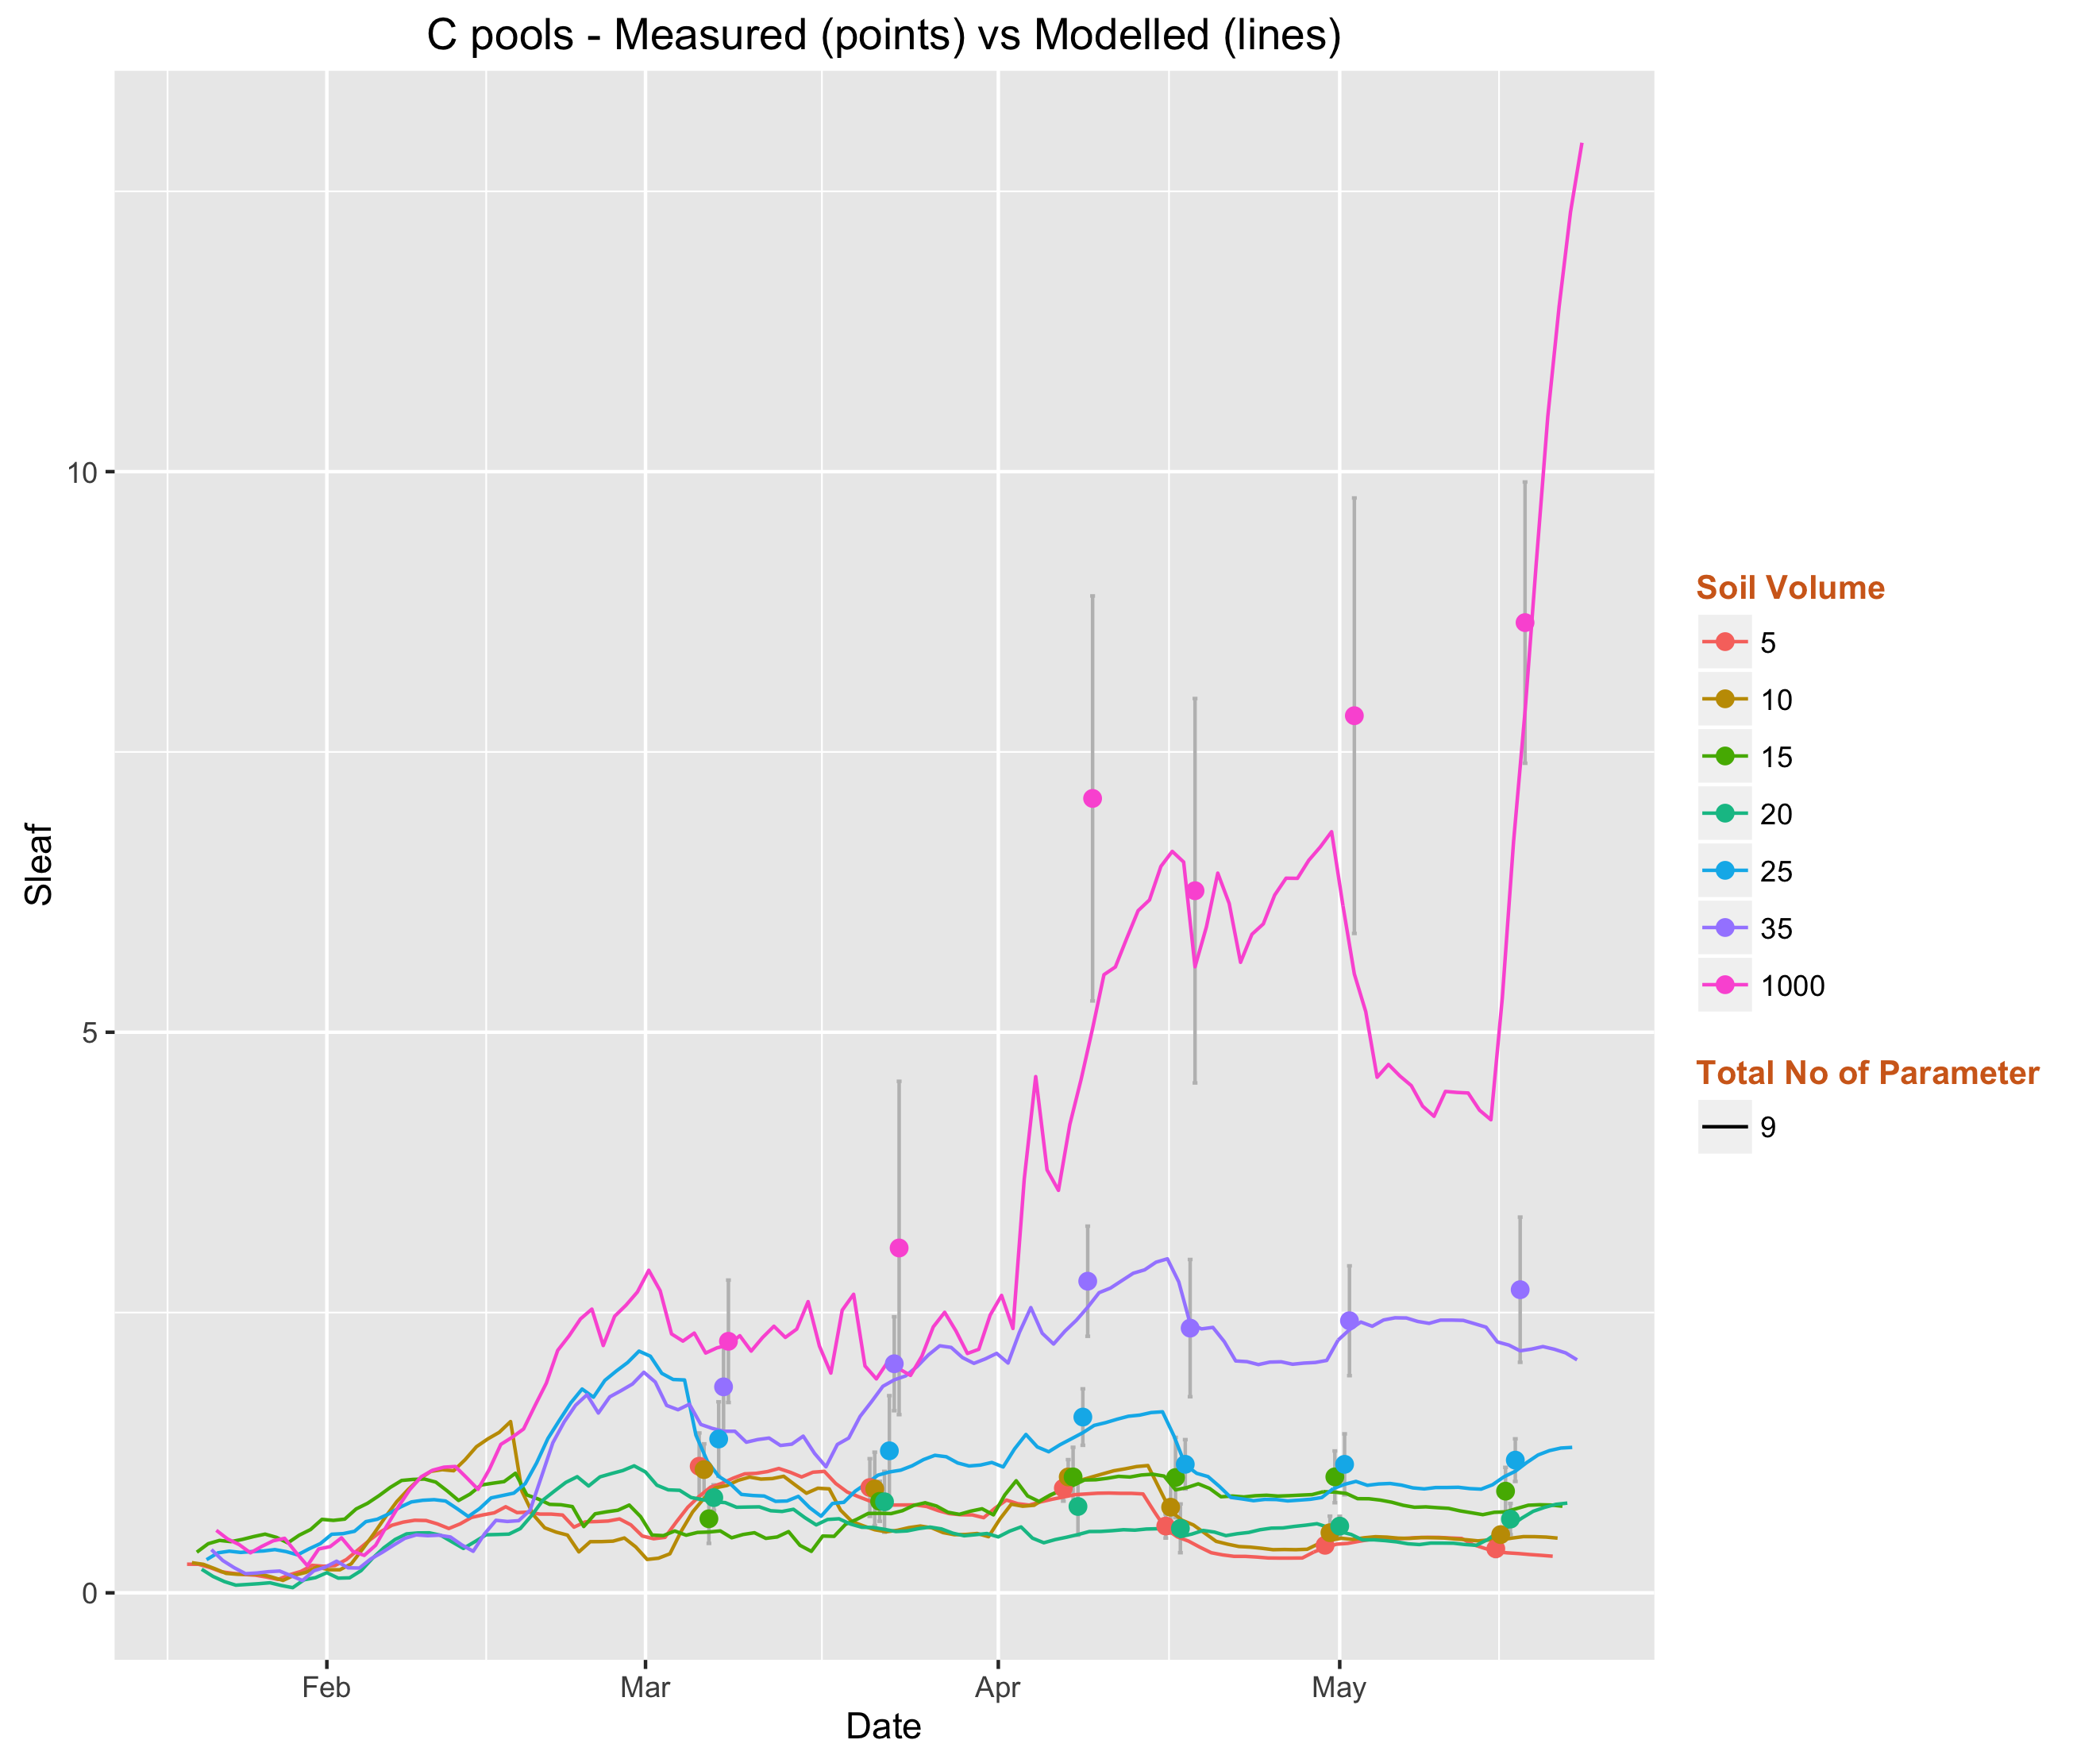 C pools - Measured (points) vs Modelled (lines)
10
5
0
Sleaf
Feb Mar Apr May
Date
Soil Volume
5
10
15
20
25
35
1000
Total No of Parameter
9